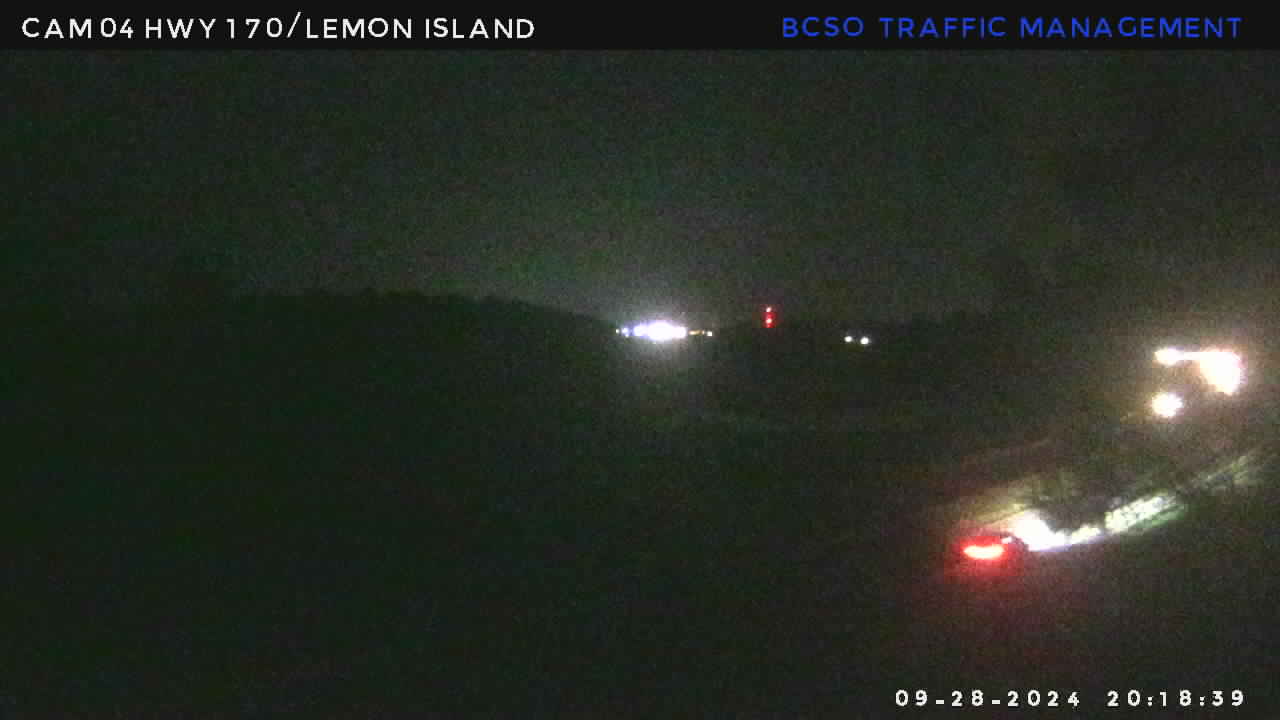 CAM04 HWY 170/LEMON ISLAND
BCSO TRAFFIC MANAGEMENT
09-28-2024 20:18:39